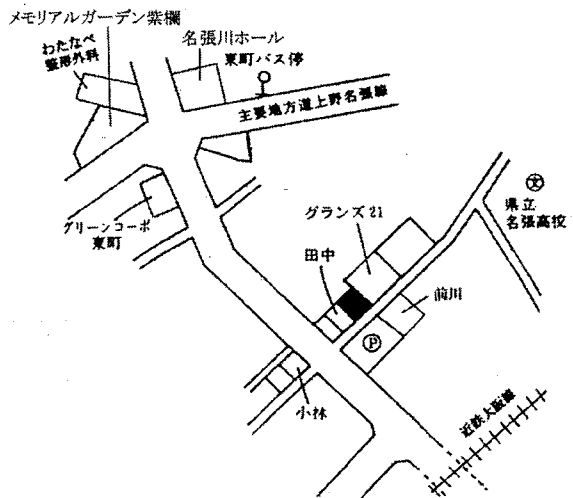 メモリアルガーデン紫欄
わたなべ
整形外科
名張川ホール
東町バス停
主要地方道上野名張線
グリーンコーポ
東町
グランズ21
田中
県立
名張高校
文
前川
P
小林
近鉄大阪線